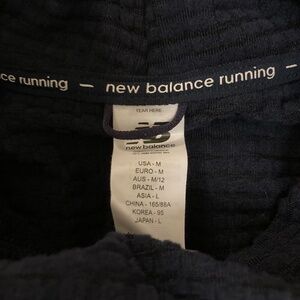 ce running — new balance running —
TEAR HERE
new balance
USA - M
EURO - M
AUS - M/12
BRAZIL - M
ASIA - L
CHINA - 165/88A
KOREA - 95
JAPAN - L